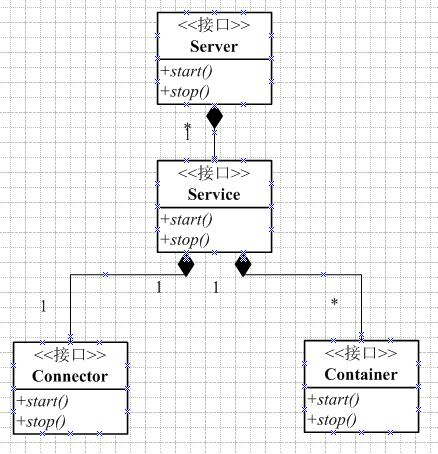 <<接口>>
Server
+start()
+stop()
*
1
<<接口>>
Service
+start()
+stop()
1
1
1
*
<<接口>>
Connector
+start()
+stop()
<<接口>>
Container
+start()
+stop()